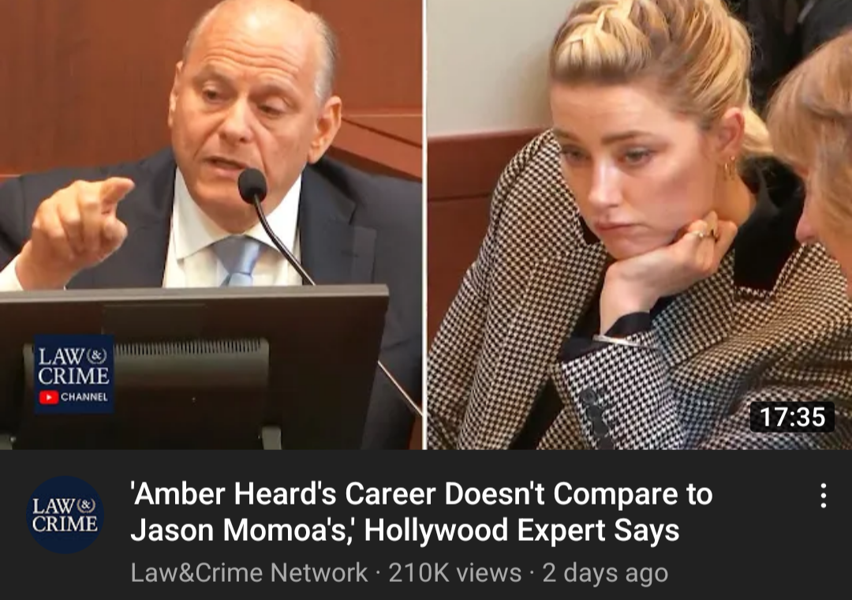 LAW&
CRIME
CHANNEL
17:35
LAW&
CRIME
'Amber Heard's Career Doesn't Compare to
Jason Momoa's,' Hollywood Expert Says
Law&Crime Network · 210K views · 2 days ago